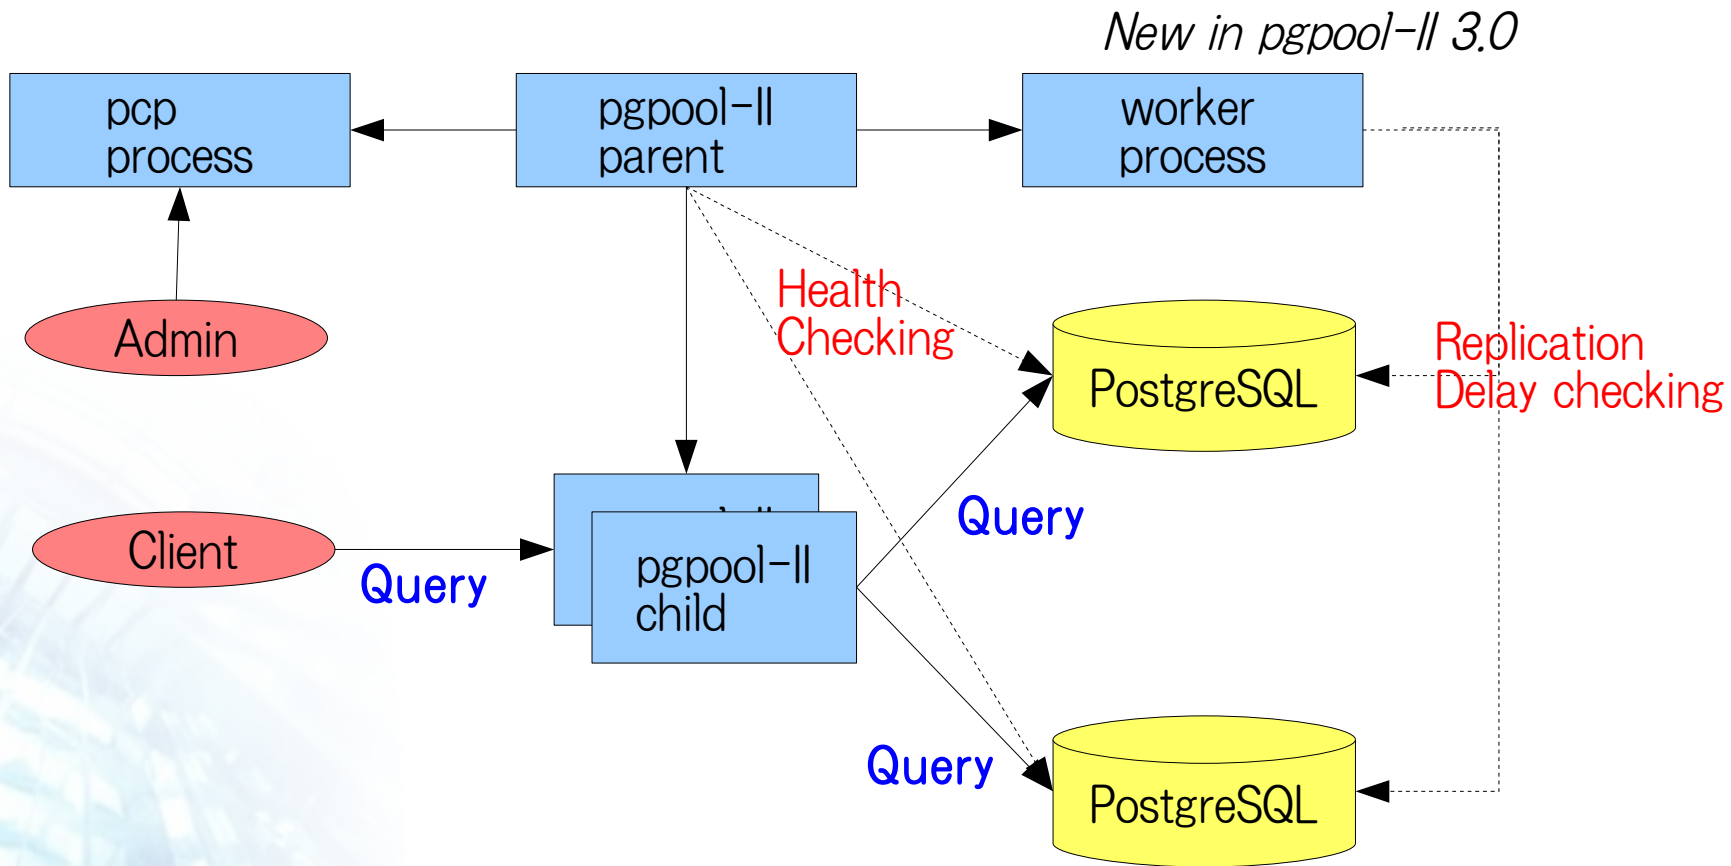 New in pgpool-II 3.0
pcp
process
pgpool-II
parent
worker
process
Health
Checking
Admin
PostgreSQL
Replication
Delay checking
Query
Client
Query
pgpool-II
child
Query
PostgreSQL